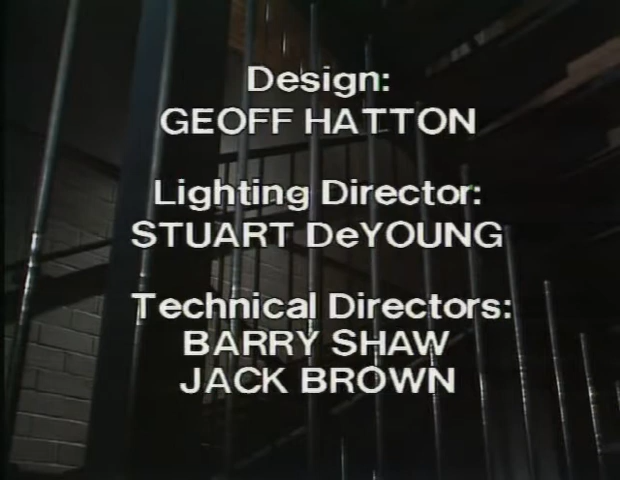 Design:
GEOFF HATTON
Lighting Director:
STUART DeYOUNG
Technical Directors:
BARRY SHAW
JACK BROWN